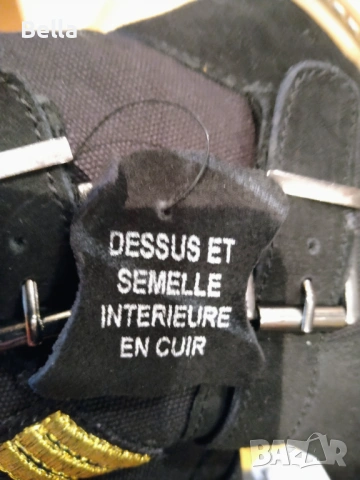 Bella
DESSUS ET
SEMELLE
INTERIEURE
EN CUIR
BAZAR